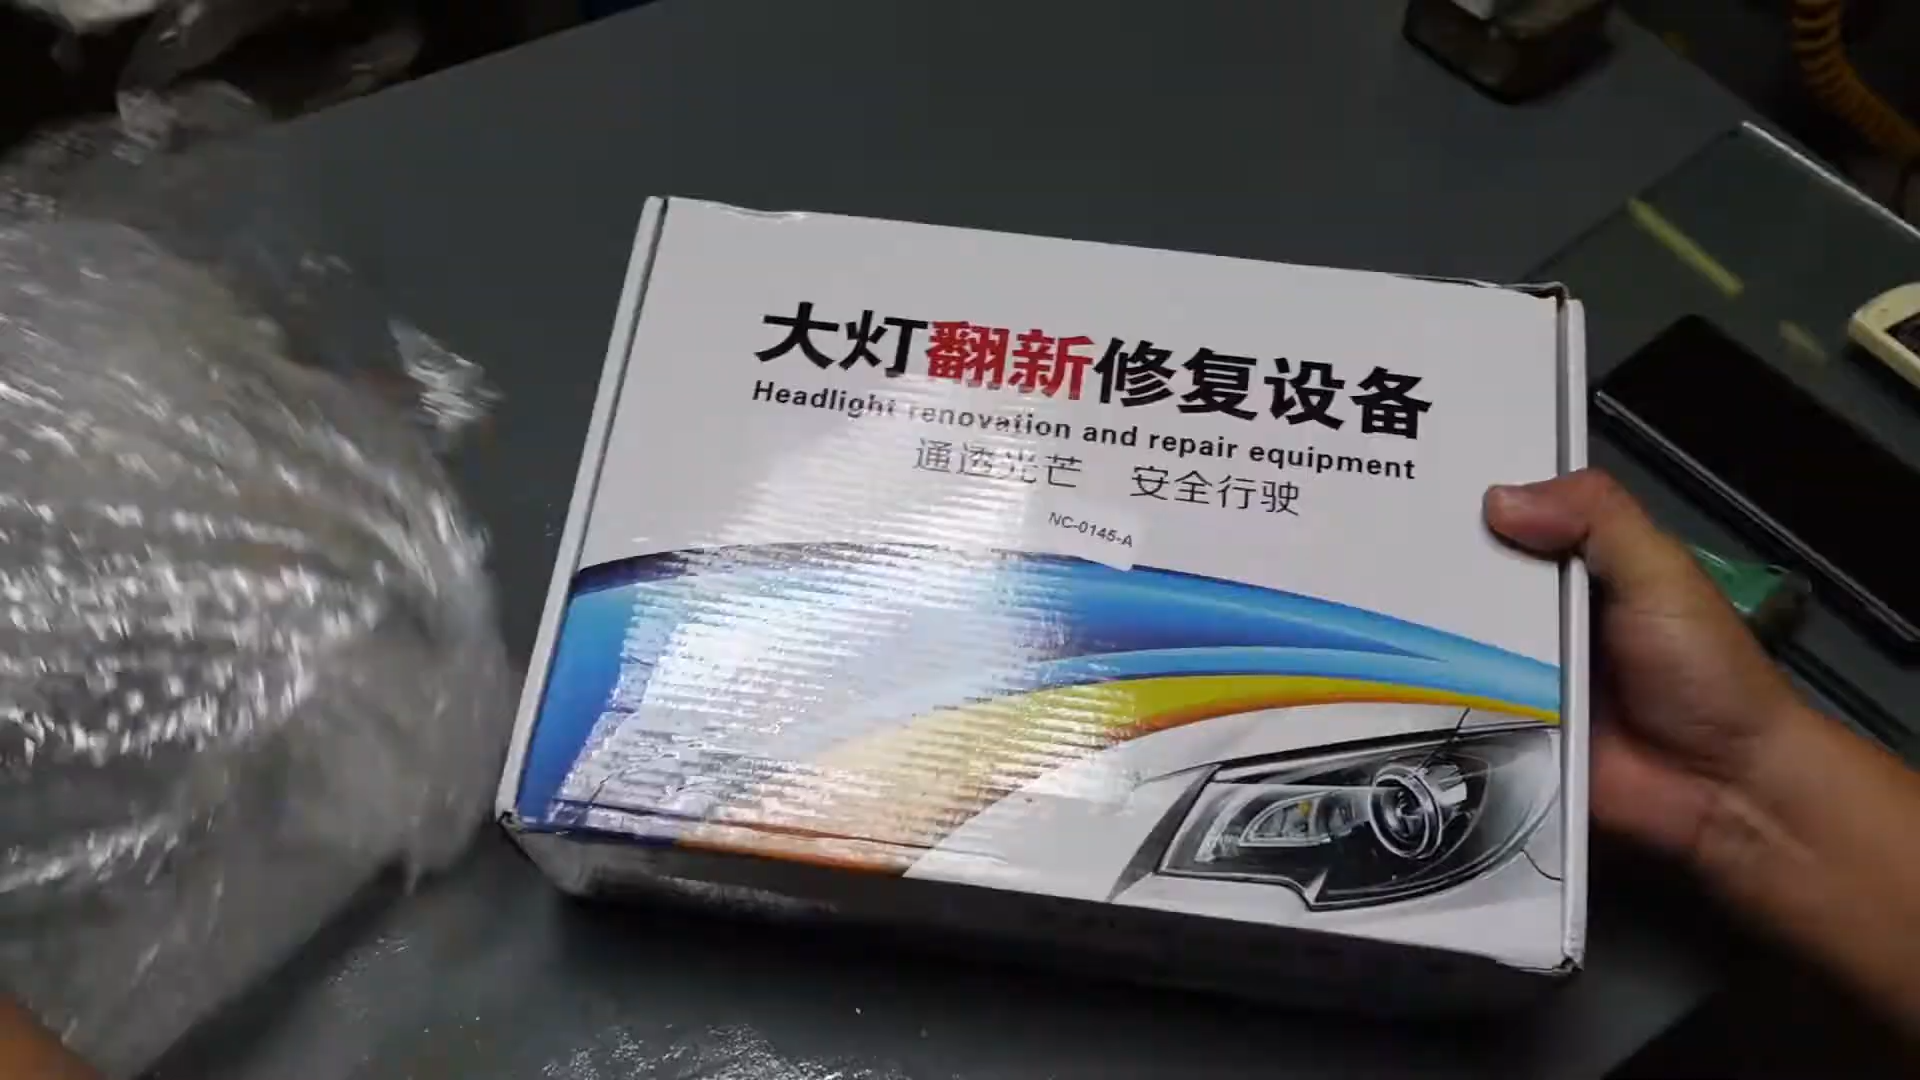 大灯翻新修复设备
Headlight renovation and repair equipment
通透光芒 安全行驶
NC-0145-A